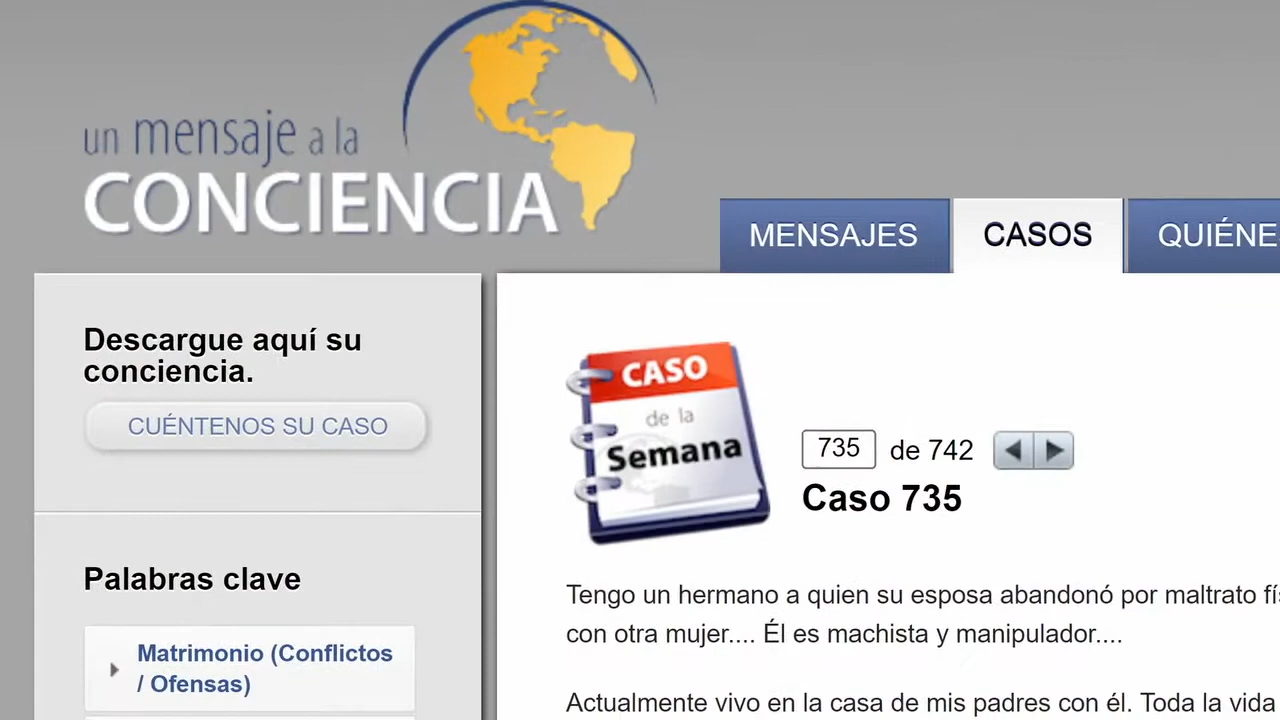 un mensaje a la
CONCIENCIA
MENSAJES
CASOS
QUIÉNE
Descargue aquí su
conciencia.
CUÉNTENOS SU CASO
Palabras clave
Matrimonio (Conflictos
/ Ofensas)
CASO
de la
Semana
735 de 742
Caso 735
Tengo un hermano a quien su esposa abandonó por maltrato
con otra mujer.... Él es machista y manipulador....
Actualmente vivo en la casa de mis padres con él. Toda la vida